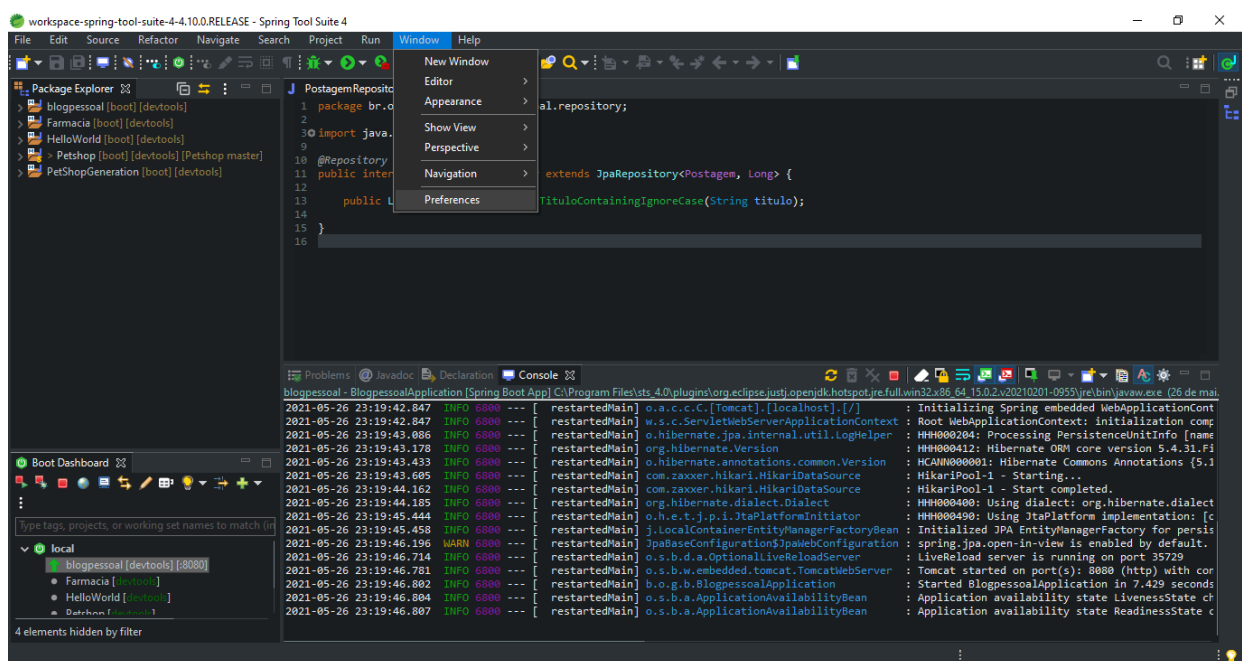 workspace-spring-tool-suite-4-4.10.0.RELEASE - Spring Tool Suite 4
File Edit Source Refactor Navigate Search Project Run Window Help
New Window
Editor
Appearance
Show View
Perspective
Navigation
Preferences
Package Explorer
blogpessoal [boot] [devtools]
Farmacia [boot] [devtools]
HelloWorld [boot] [devtools]
> Petshop [boot] [devtools] [Petshop master]
PetShopGeneration [boot] [devtools]
PostagemReposito
1 package br.o al.repository;
2
3 import java.
9
10 @Repository
11 public inter extends JpaRepository<Postagem, Long> {
12
13 public L TituloContainingIgnoreCase(String titulo);
14
15 }
16
Problems Javadoc Declaration Console
blogpessoal - BlogpessoalApplication [Spring Boot App] C:\Program Files\sts_4.0\plugins\org.eclipse.justj.openjdk.hotspot.jre.full.win32.x86_64_15.0.2.v20210201-0955\jre\bin\javaw.exe (26 de mai.
2021-05-26 23:19:42.847 INFO 6800 --- [ restartedMain] o.a.c.c.C.[Tomcat].[localhost].[/] : Initializing Spring embedded WebApplicationCont
2021-05-26 23:19:42.847 INFO 6800 --- [ restartedMain] w.s.c.ServletWebServerApplicationContext : Root WebApplicationContext: initialization comp
2021-05-26 23:19:43.086 INFO 6800 --- [ restartedMain] o.hibernate.jpa.internal.util.LogHelper : HHH000204: Processing PersistenceUnitInfo [name
2021-05-26 23:19:43.178 INFO 6800 --- [ restartedMain] org.hibernate.Version : HHH000412: Hibernate ORM core version 5.4.31.Fi
2021-05-26 23:19:43.433 INFO 6800 --- [ restartedMain] o.hibernate.annotations.common.Version : HCANN000001: Hibernate Commons Annotations {5.1
2021-05-26 23:19:43.605 INFO 6800 --- [ restartedMain] com.zaxxer.hikari.HikariDataSource : HikariPool-1 - Starting...
2021-05-26 23:19:44.162 INFO 6800 --- [ restartedMain] com.zaxxer.hikari.HikariDataSource : HikariPool-1 - Start completed.
2021-05-26 23:19:44.185 INFO 6800 --- [ restartedMain] org.hibernate.dialect.Dialect : HHH000400: Using dialect: org.hibernate.dialect
2021-05-26 23:19:45.444 INFO 6800 --- [ restartedMain] o.h.e.t.j.p.i.JtaPlatformInitiator : HHH000490: Using JtaPlatform implementation: [c
2021-05-26 23:19:45.458 INFO 6800 --- [ restartedMain] j.LocalContainerEntityManagerFactoryBean : Initialized JPA EntityManagerFactory for persis
2021-05-26 23:19:46.196 WARN 6800 --- [ restartedMain] JpaBaseConfiguration$JpaWebConfiguration : spring.jpa.open-in-view is enabled by default.
2021-05-26 23:19:46.714 INFO 6800 --- [ restartedMain] o.s.b.d.a.OptionalLiveReloadServer : LiveReload server is running on port 35729
2021-05-26 23:19:46.781 INFO 6800 --- [ restartedMain] o.s.b.w.embedded.tomcat.TomcatWebServer : Tomcat started on port(s): 8080 (http) with con
2021-05-26 23:19:46.802 INFO 6800 --- [ restartedMain] b.o.g.b.BlogpessoalApplication : Started BlogpessoalApplication in 7.429 seconds
2021-05-26 23:19:46.804 INFO 6800 --- [ restartedMain] o.s.b.a.ApplicationAvailabilityBean : Application availability state LivenessState ch
2021-05-26 23:19:46.807 INFO 6800 --- [ restartedMain] o.s.b.a.ApplicationAvailabilityBean : Application availability state ReadinessState c
Boot Dashboard
Type tags, projects, or working set names to match (in
local
blogpessoal [devtools] [:8080]
Farmacia [devtools]
HelloWorld [devtools]
Petshop [devtools]
4 elements hidden by filter